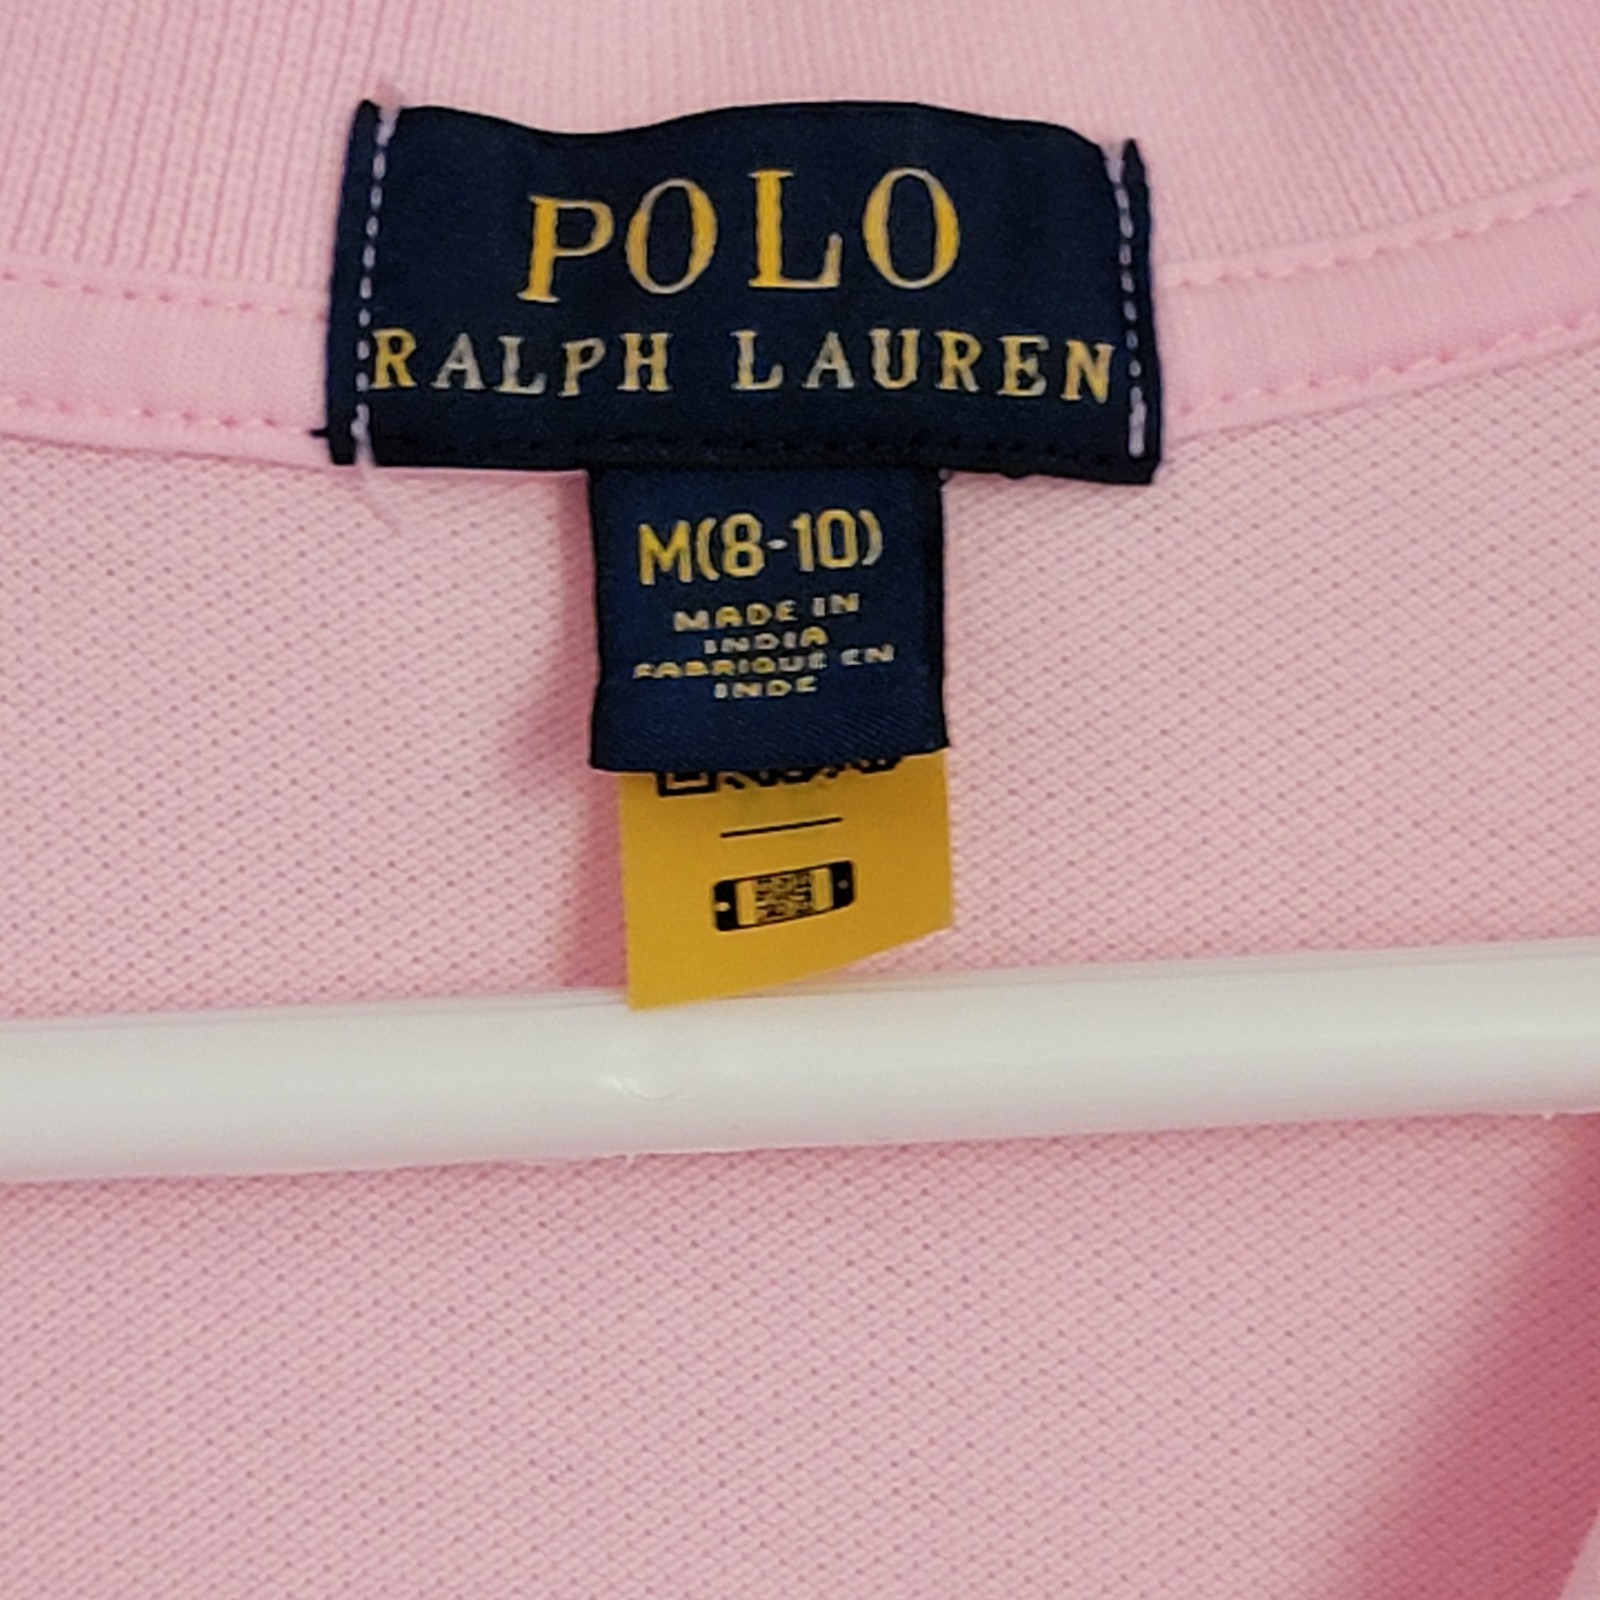 POLO
RALPH LAUREN
M(8-10)
MADE IN
INDIA
FABRIQUE EN
INDE